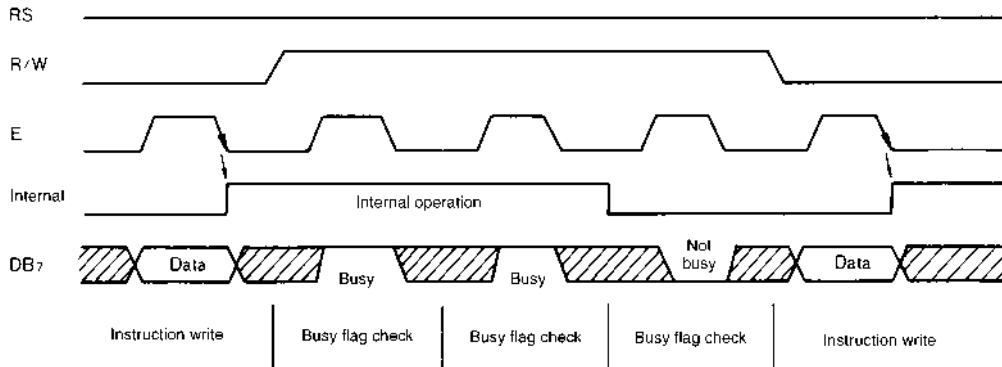 RS
R/W
E
Internal
Internal operation
DB7
Data
Busy
Busy
Not
busy
Data
Instruction write
Busy flag check
Busy flag check
Busy flag check
Instruction write